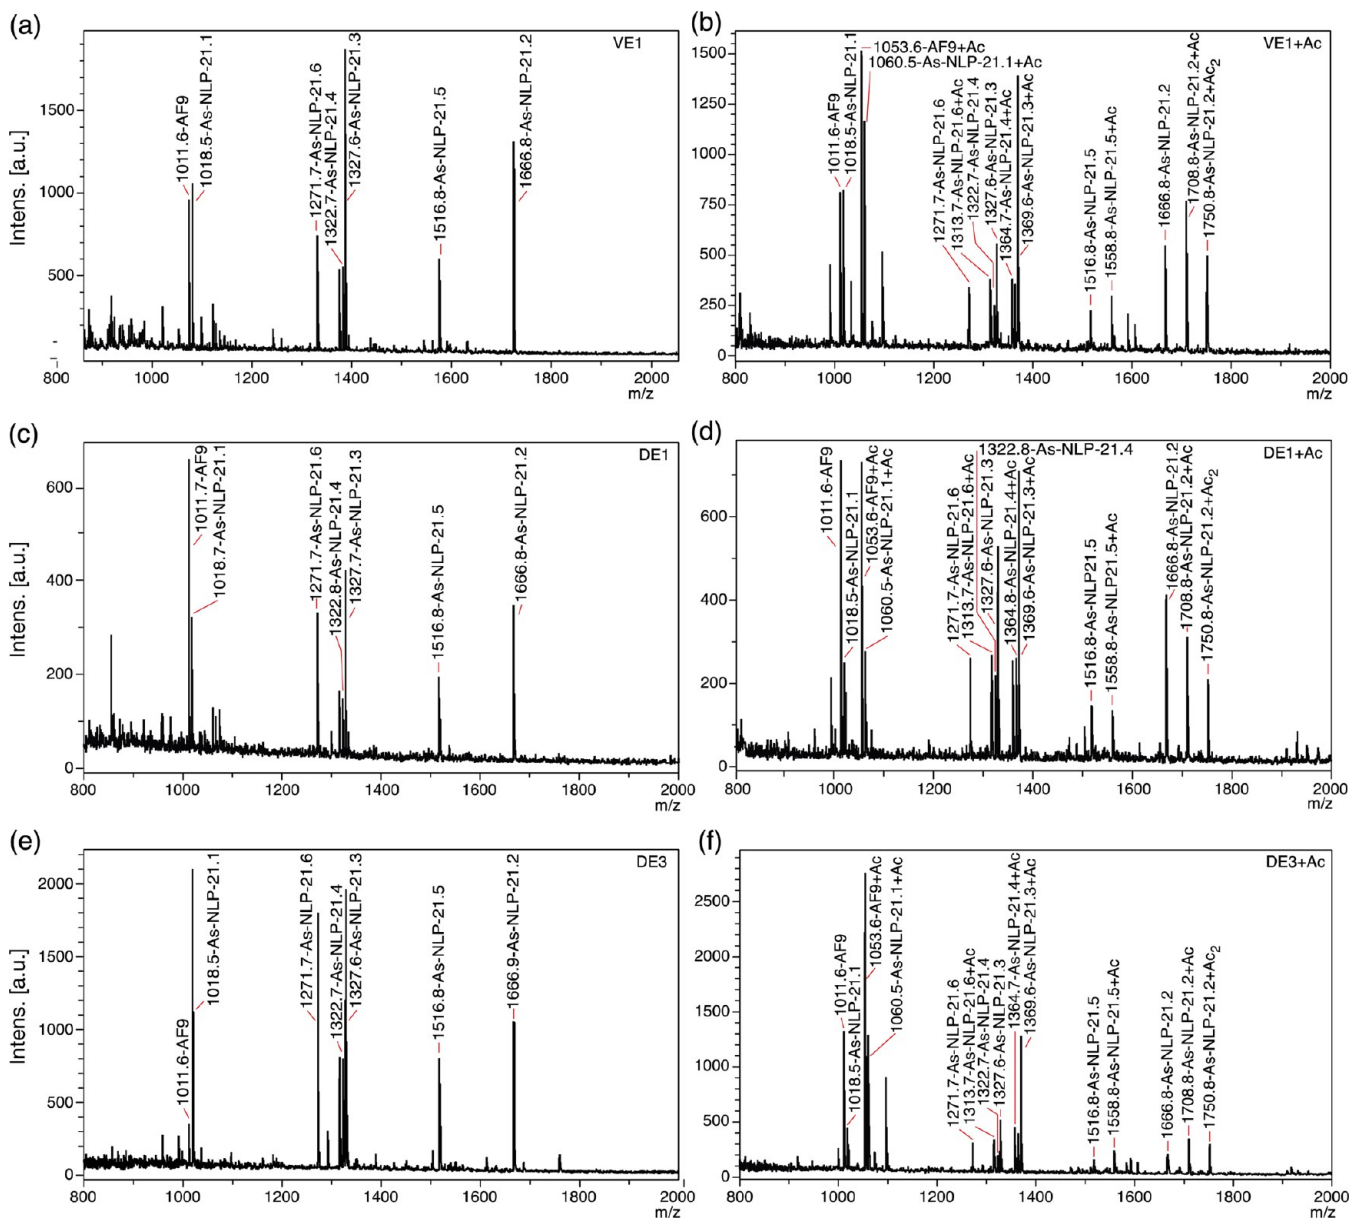 (a)
VE1
Intens. [a.u.]
1500
1000
500
1011.6-AF9
1018.5-As-NLP-21.1
1271.7-As-NLP-21.6
1322.7-As-NLP-21.4
1327.6-As-NLP-21.3
1516.8-As-NLP-21.5
1666.8-As-NLP-21.2
800 1000 1200 1400 1600 1800 2000
m/z
(b)
VE1+Ac
1500
1250
1000
750
500
250
0
1011.6-AF9
1018.5-As-NLP-21.1
1053.6-AF9+Ac
1060.5-As-NLP-21.1+Ac
1271.7-As-NLP-21.6
1313.7-As-NLP-21.6+Ac
1322.7-As-NLP-21.4
1327.6-As-NLP-21.3
1364.7-As-NLP-21.4+Ac
1369.6-As-NLP-21.3+Ac
1516.8-As-NLP-21.5
1558.8-As-NLP-21.5+Ac
1666.8-As-NLP-21.2
1708.8-As-NLP-21.2+Ac
1750.8-As-NLP-21.2+Ac₂
800 1000 1200 1400 1600 1800 2000
m/z
(c)
DE1
Intens. [a.u.]
600
400
200
0
1011.7-AF9
1018.7-As-NLP-21.1
1271.7-As-NLP-21.6
1322.8-As-NLP-21.4
1327.7-As-NLP-21.3
1516.8-As-NLP-21.5
1666.8-As-NLP-21.2
800 1000 1200 1400 1600 1800 2000
m/z
(d)
DE1+Ac
600
400
200
0
1011.6-AF9
1018.5-As-NLP-21.1
1053.6-AF9+Ac
1060.5-As-NLP-21.1+Ac
1271.7-As-NLP-21.6
1313.7-As-NLP-21.6+Ac
1322.8-As-NLP-21.4
1327.6-As-NLP-21.3
1364.8-As-NLP-21.4+Ac
1369.6-As-NLP-21.3+Ac
1516.8-As-NLP21.5
1558.8-As-NLP-21.5+Ac
1666.8-As-NLP-21.2
1708.8-As-NLP-21.2+Ac
1750.8-As-NLP-21.2+Ac₂
800 1000 1200 1400 1600 1800 2000
m/z
(e)
DE3
Intens. [a.u.]
2000
1500
1000
500
0
1011.6-AF9
1018.5-As-NLP-21.1
1271.7-As-NLP-21.6
1322.7-As-NLP-21.4
1327.6-As-NLP-21.3
1516.8-As-NLP-21.5
1666.9-As-NLP-21.2
800 1000 1200 1400 1600 1800 2000
m/z
(f)
DE3+Ac
2500
2000
1500
1000
500
0
1011.6-AF9
1018.5-As-NLP-21.1
1053.6-AF9+Ac
1060.5-As-NLP-21.1+Ac
1271.7-As-NLP-21.6
1313.7-As-NLP-21.6+Ac
1322.7-As-NLP-21.4
1327.6-As-NLP-21.3
1364.7-As-NLP-21.4+Ac
1369.6-As-NLP-21.3+Ac
1516.8-As-NLP-21.5
1558.8-As-NLP-21.5+Ac
1666.8-As-NLP-21.2
1708.8-As-NLP-21.2+Ac
1750.8-As-NLP-21.2+Ac₂
800 1000 1200 1400 1600 1800 2000
m/z